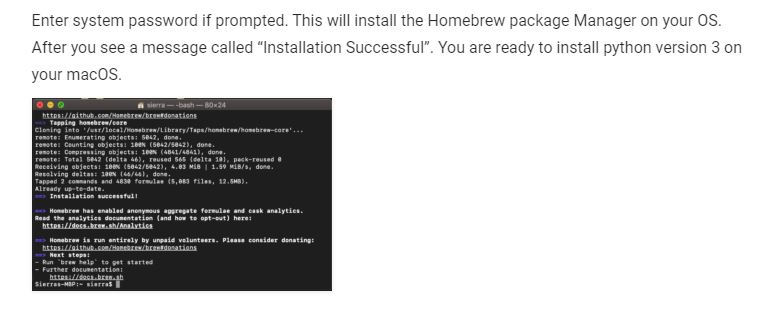 Enter system password if prompted. This will install the Homebrew package Manager on your OS.
After you see a message called “Installation Successful”. You are ready to install python version 3 on
your macOS.
sierra — -bash — 80×24
https://github.com/Homebrew/brew#donations
==> Tapping homebrew/core
Cloning into '/usr/local/Homebrew/Library/Taps/homebrew/homebrew-core'...
remote: Enumerating objects: 5042, done.
remote: Counting objects: 100% (5042/5042), done.
remote: Compressing objects: 100% (4841/4841), done.
remote: Total 5042 (delta 46), reused 565 (delta 10), pack-reused 0
Receiving objects: 100% (5042/5042), 4.03 MiB | 1.59 MiB/s, done.
Resolving deltas: 100% (46/46), done.
Tapped 2 commands and 4830 formulae (5,083 files, 12.5MB).
Already up-to-date.
==> Installation successful!
==> Homebrew has enabled anonymous aggregate formulae and cask analytics.
Read the analytics documentation (and how to opt-out) here:
https://docs.brew.sh/Analytics
==> Homebrew is run entirely by unpaid volunteers. Please consider donating:
https://github.com/Homebrew/brew#donations
==> Next steps:
- Run `brew help` to get started
- Further documentation:
https://docs.brew.sh
Sierras-MBP:~ sierra$